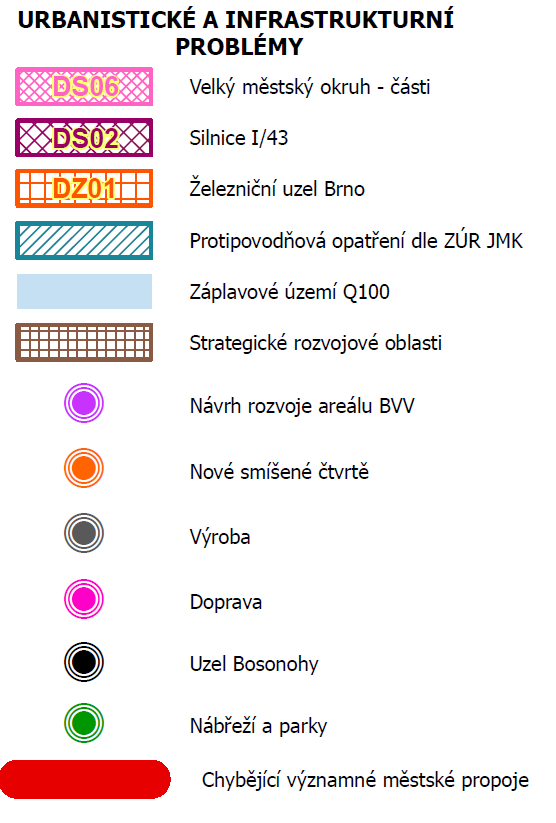 URBANISTICKÉ A INFRASTRUKTURNÍ
PROBLÉMY
DS06 Velký městský okruh - části
DS02 Silnice I/43
DZ01 Železniční uzel Brno
Protipovodňová opatření dle ZÚR JMK
Záplavové území Q100
Strategické rozvojové oblasti
Návrh rozvoje areálu BVV
Nové smíšené čtvrtě
Výroba
Doprava
Uzel Bosonohy
Nábřeží a parky
Chybějící významné městské propoje